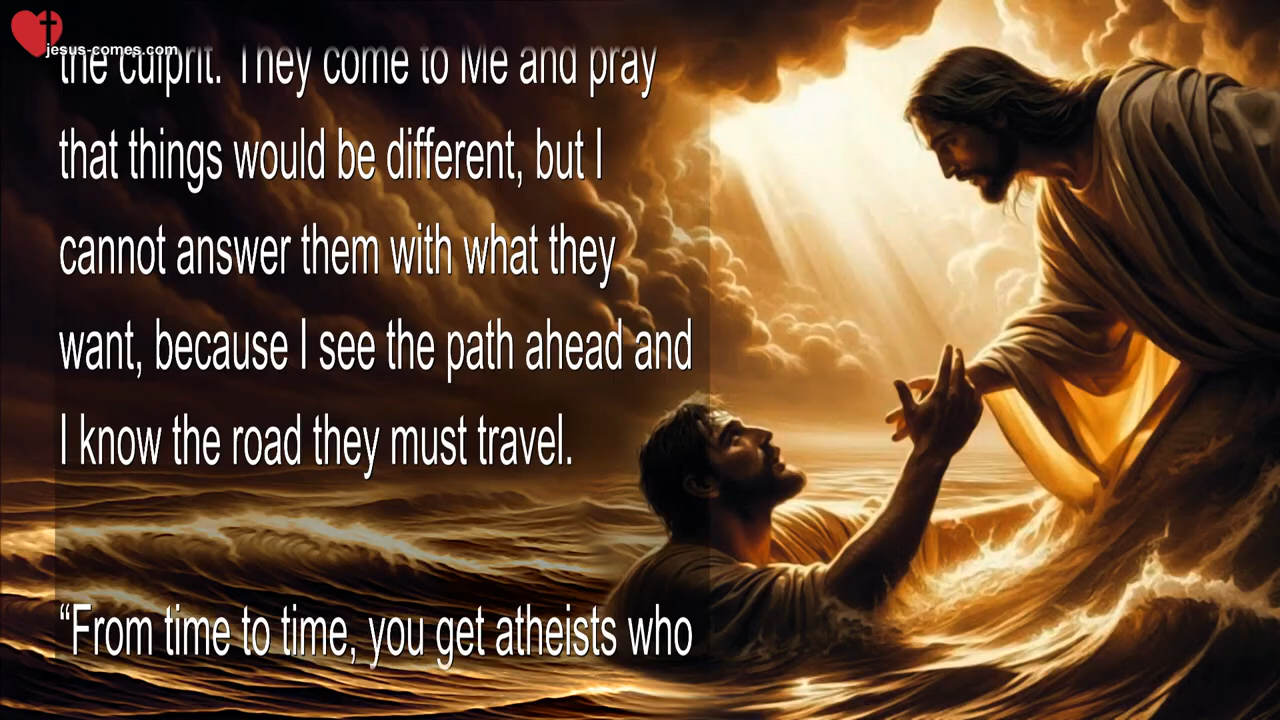 jesus-comes.com
the culprit. They come to Me and pray
that things would be different, but I
cannot answer them with what they
want, because I see the path ahead and
I know the road they must travel.
“From time to time, you get atheists who